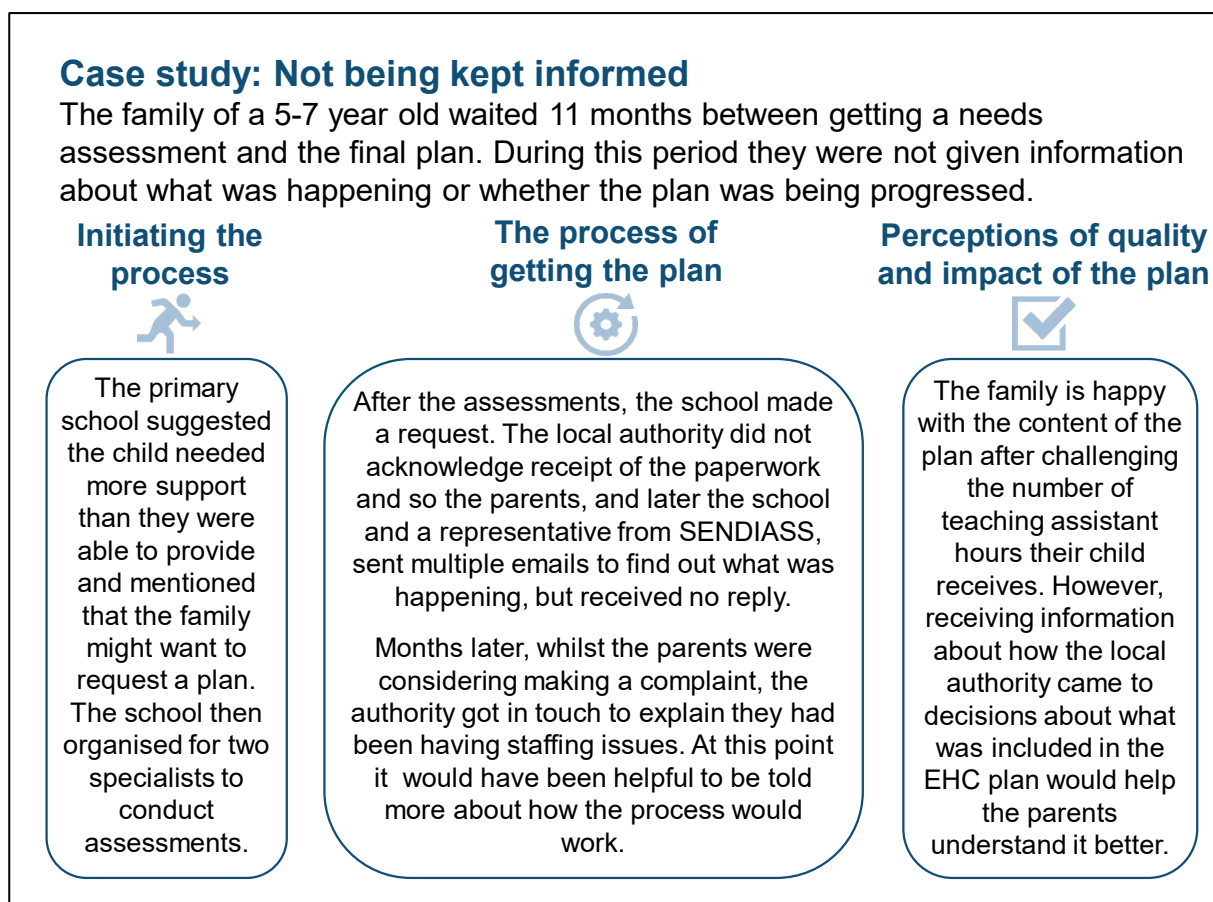 Case study: Not being kept informed
The family of a 5-7 year old waited 11 months between getting a needs
assessment and the final plan. During this period they were not given information
about what was happening or whether the plan was being progressed.
Initiating the
process
The primary
school suggested
the child needed
more support
than they were
able to provide
and mentioned
that the family
might want to
request a plan.
The school then
organised for two
specialists to
conduct
assessments.
The process of
getting the plan
After the assessments, the school made
a request. The local authority did not
acknowledge receipt of the paperwork
and so the parents, and later the school
and a representative from SENDIASS,
sent multiple emails to find out what was
happening, but received no reply.
Months later, whilst the parents were
considering making a complaint, the
authority got in touch to explain they had
been having staffing issues. At this point
it would have been helpful to be told
more about how the process would
work.
Perceptions of quality
and impact of the plan
The family is happy
with the content of the
plan after challenging
the number of
teaching assistant
hours their child
receives. However,
receiving information
about how the local
authority came to
decisions about what
was included in the
EHC plan would help
the parents
understand it better.